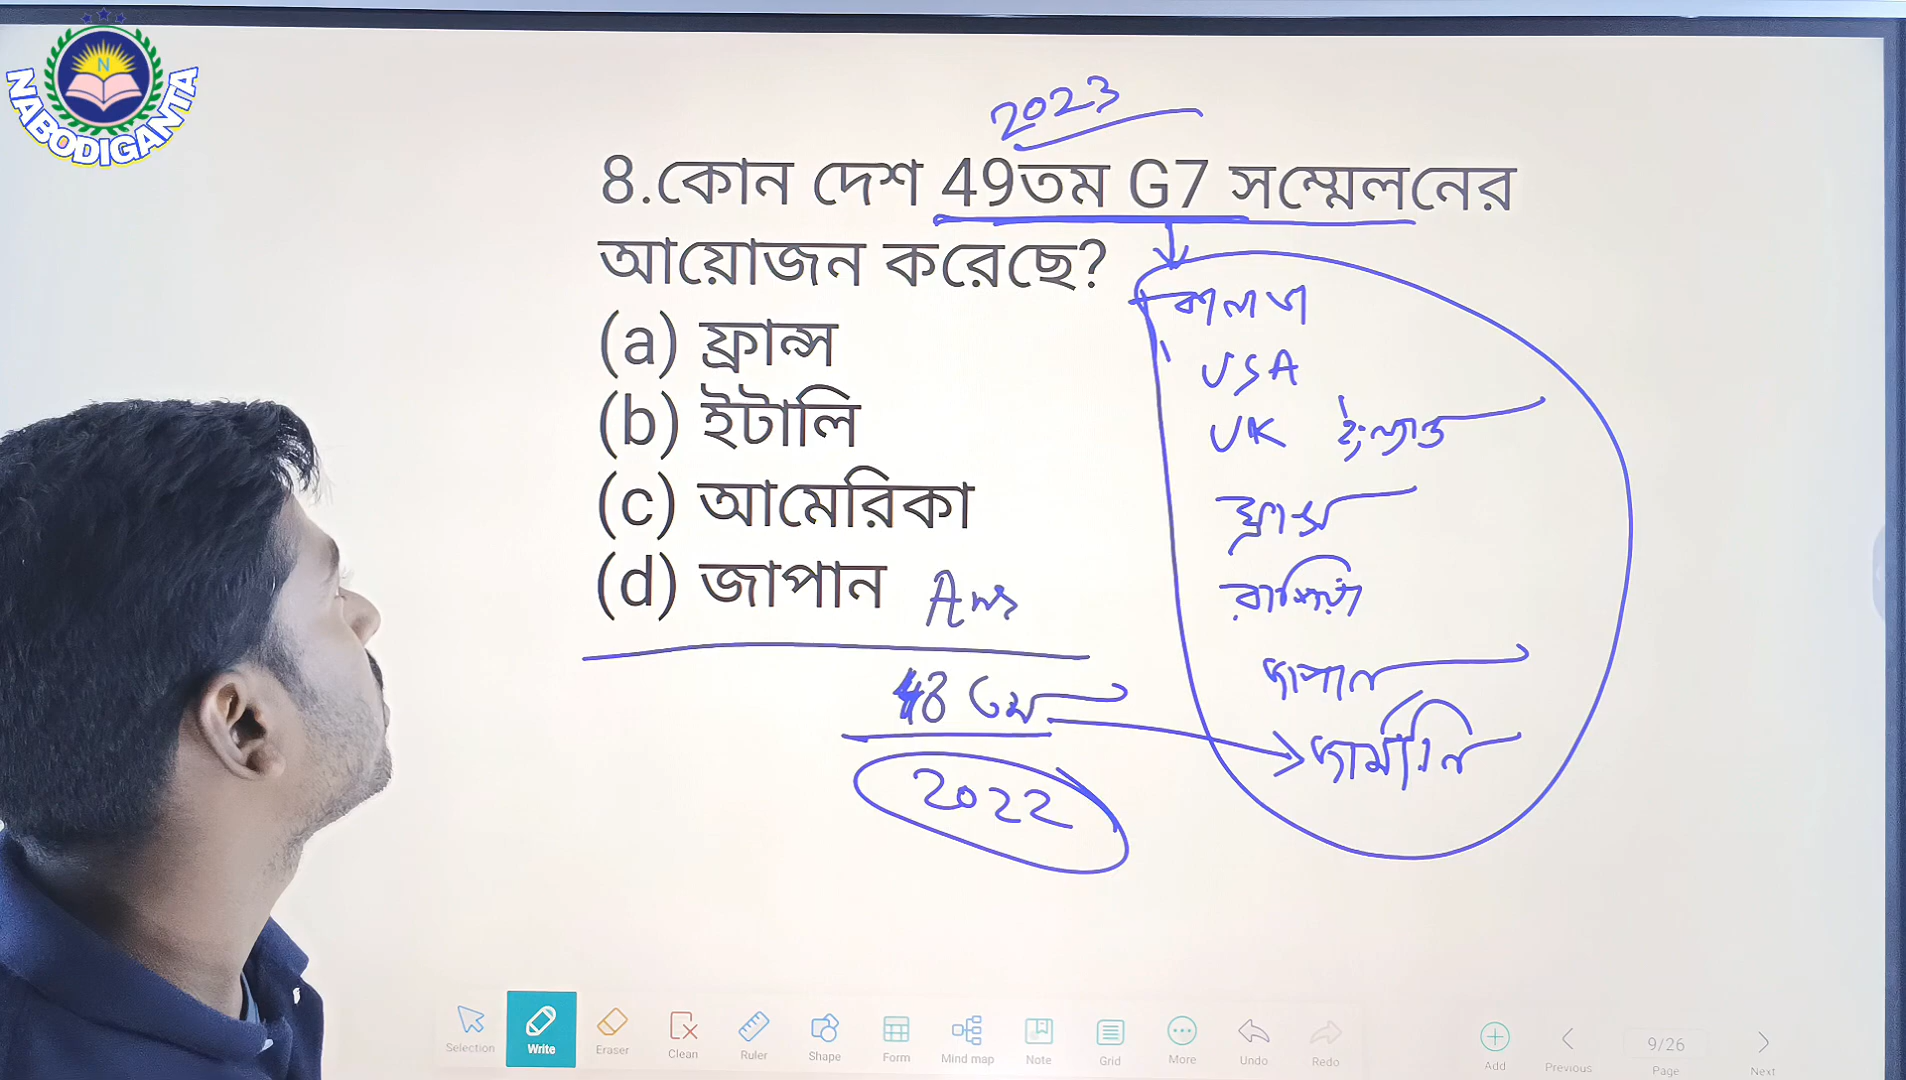 N
NABODIGANTA
2023
8.কোন দেশ 49তম G7 সম্মেলনের
আয়োজন করেছে?
(a) ফ্রান্স
(b) ইটালি
(c) আমেরিকা
(d) জাপান Ans
কানাডা
USA
UK ইংল্যান্ড
ফ্রান্স
রাশিয়া
জাপান
জার্মানি
48 তম
2022
Selection
Write
Eraser
Clean
Ruler
Shape
Form
Mind map
Note
Grid
More
Undo
Redo
Add
Previous
9/26
Page
Next